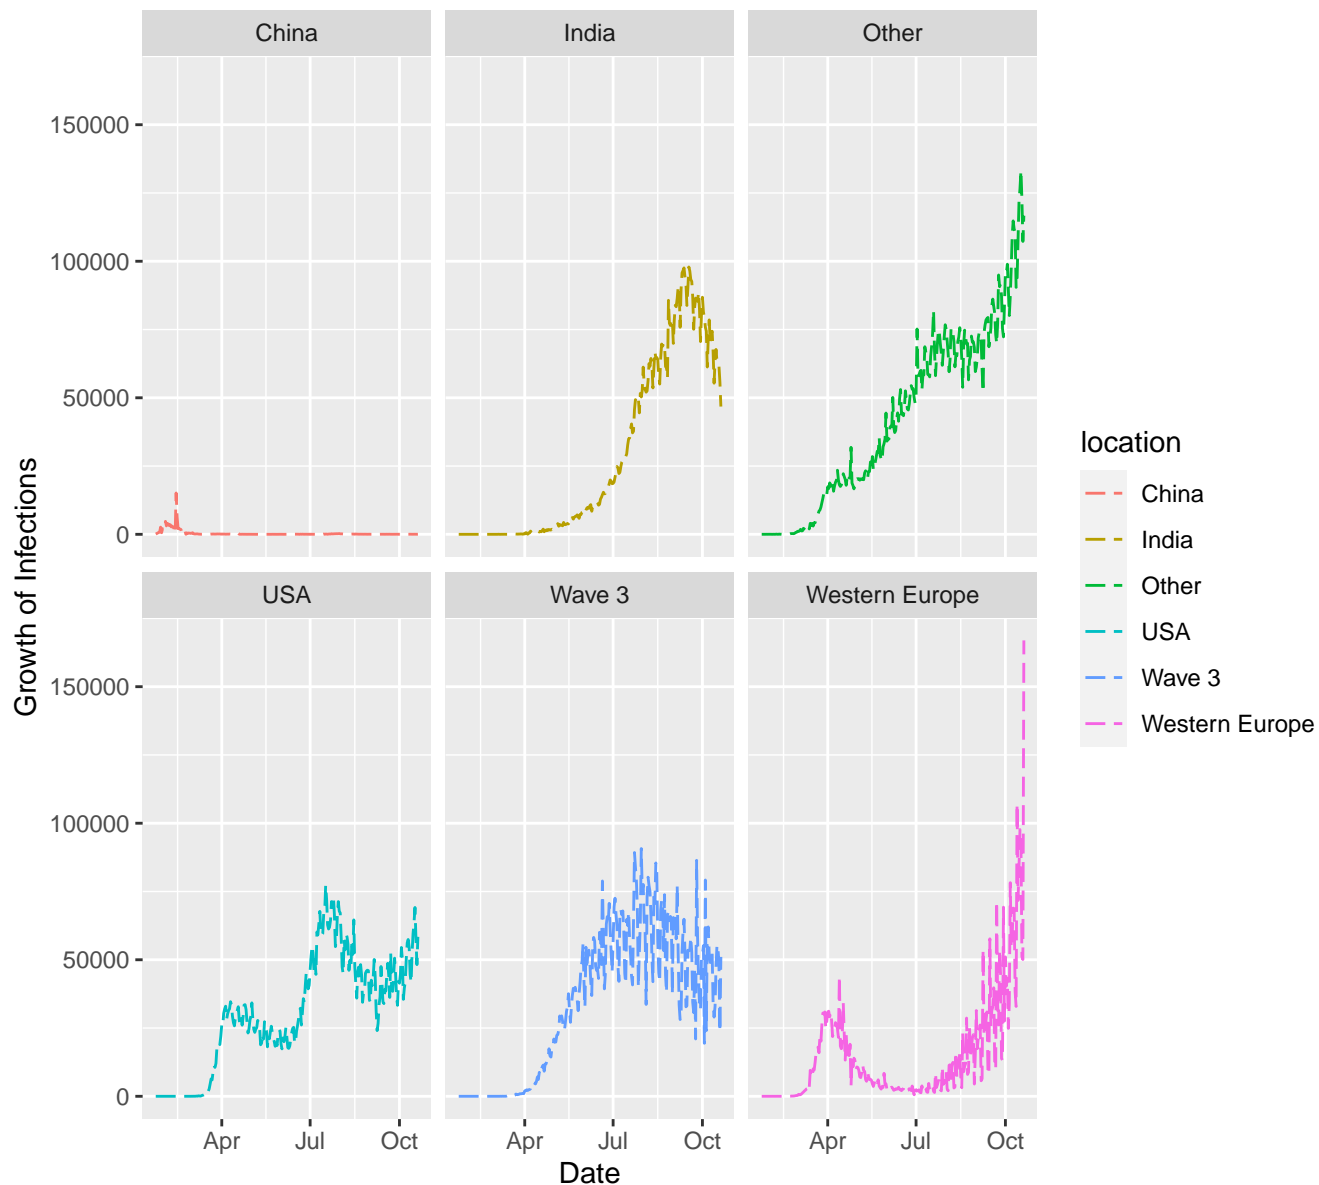 China
India
Other
150000
100000
50000
0
USA
Wave 3
Western Europe
150000
100000
50000
0
Apr
Jul
Oct
Apr
Jul
Oct
Apr
Jul
Oct
Date
Growth of Infections
location
China
India
Other
USA
Wave 3
Western Europe